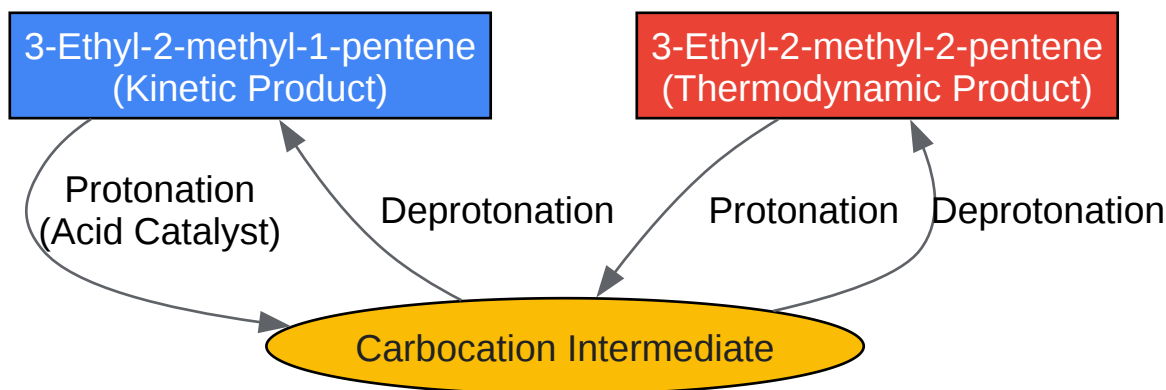 3-Ethyl-2-methyl-1-pentene
(Kinetic Product)
3-Ethyl-2-methyl-2-pentene
(Thermodynamic Product)
Protonation
(Acid Catalyst)
Deprotonation
Protonation
Deprotonation
Carbocation Intermediate